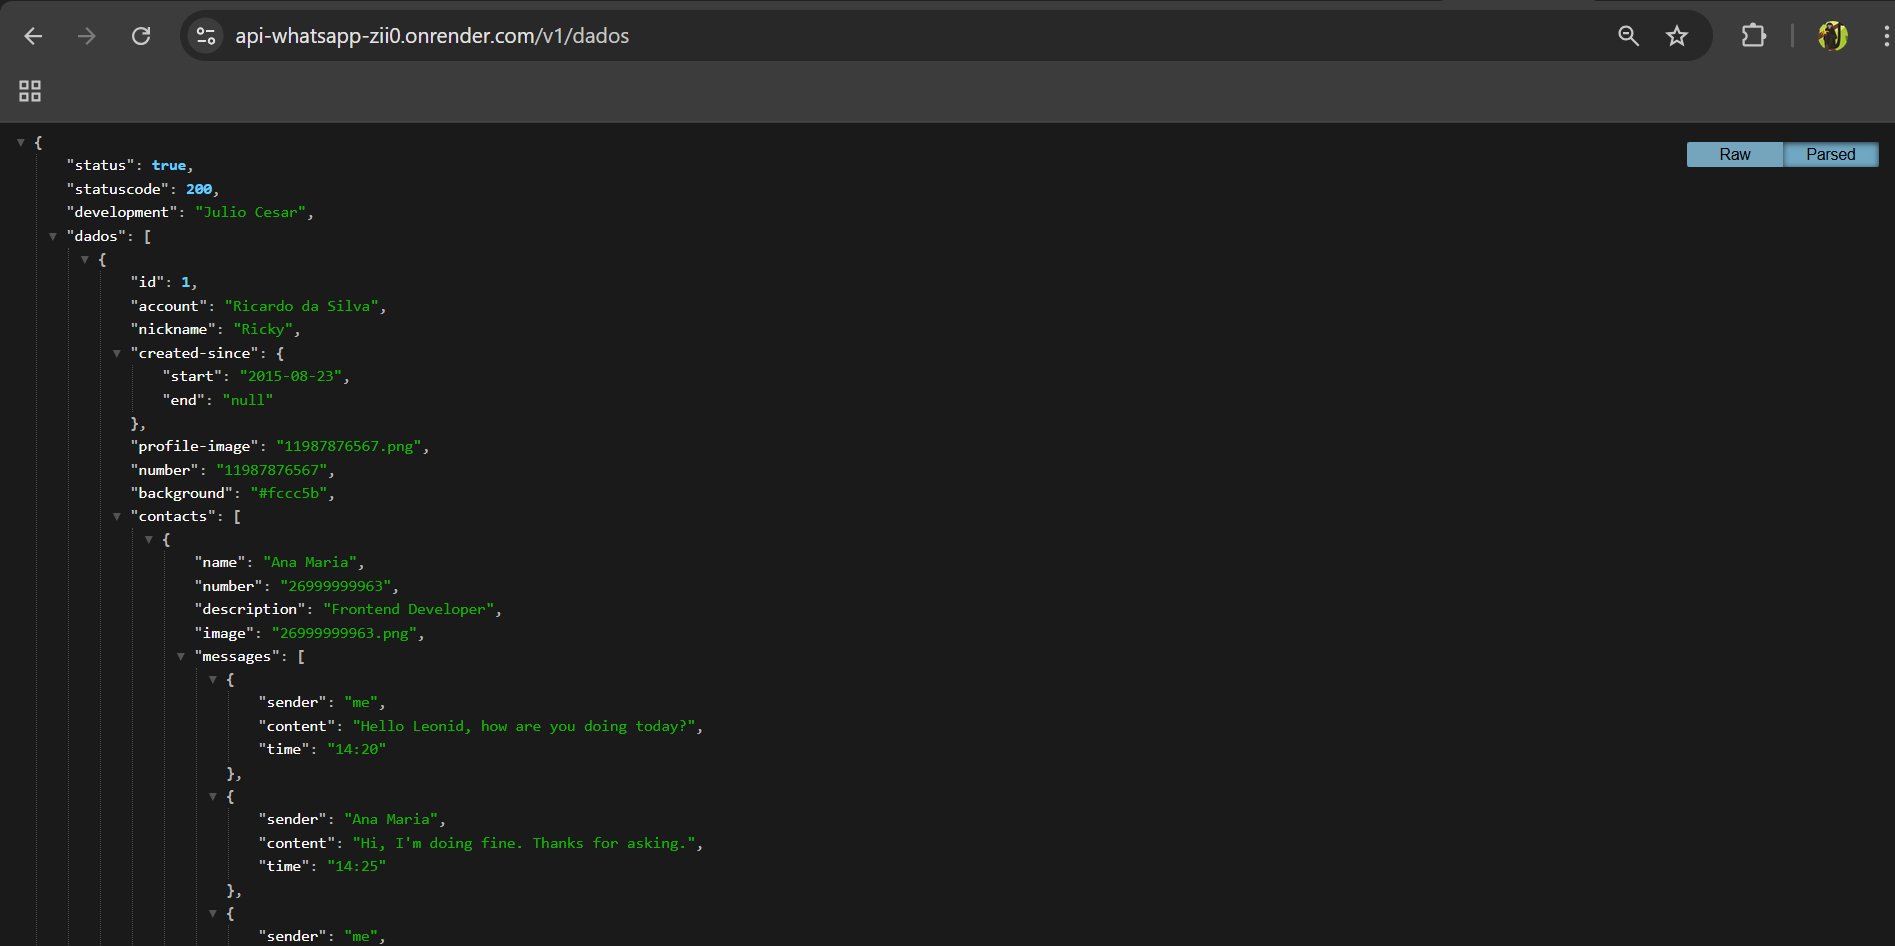 api-whatsapp-zii0.onrender.com/v1/dados
Raw Parsed
{
"status": true,
"statuscode": 200,
"development": "Julio Cesar",
"dados": [
{
"id": 1,
"account": "Ricardo da Silva",
"nickname": "Ricky",
"created-since": {
"start": "2015-08-23",
"end": "null"
},
"profile-image": "11987876567.png",
"number": "11987876567",
"background": "#fccc5b",
"contacts": [
{
"name": "Ana Maria",
"number": "26999999963",
"description": "Frontend Developer",
"image": "26999999963.png",
"messages": [
{
"sender": "me",
"content": "Hello Leonid, how are you doing today?",
"time": "14:20"
},
{
"sender": "Ana Maria",
"content": "Hi, I'm doing fine. Thanks for asking.",
"time": "14:25"
},
{
"sender": "me",